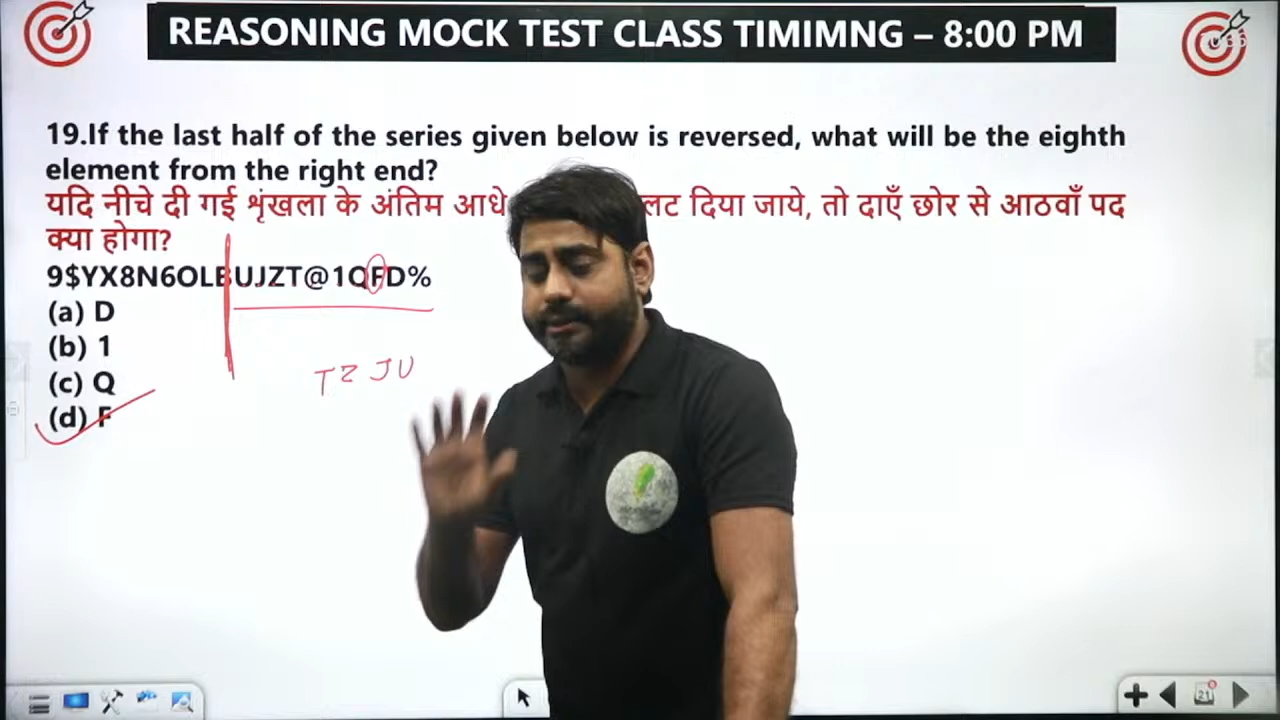 REASONING MOCK TEST CLASS TIMIMNG – 8:00 PM
19.If the last half of the series given below is reversed, what will be the eighth
element from the right end?
यदि नीचे दी गई शृंखला के अंतिम आधे लट दिया जाये, तो दाएँ छोर से आठवाँ पद
क्या होगा?
9$YX8N6OLBUJZT@1QFD%
(a) D
(b) 1
(c) Q
(d) F
T Z J U
21